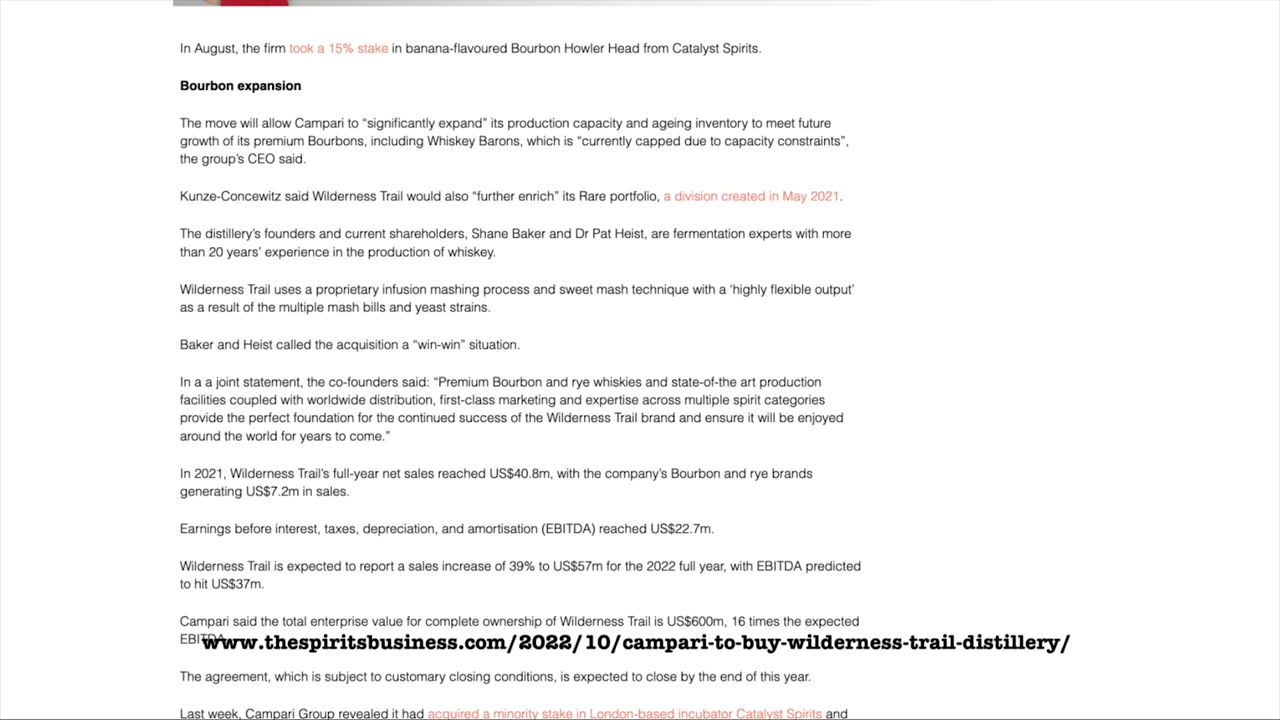 In August, the firm took a 15% stake in banana-flavoured Bourbon Howler Head from Catalyst Spirits.
Bourbon expansion
The move will allow Campari to “significantly expand” its production capacity and ageing inventory to meet future
growth of its premium Bourbons, including Whiskey Barons, which is “currently capped due to capacity constraints”,
the group’s CEO said.
Kunze-Concewitz said Wilderness Trail would also “further enrich” its Rare portfolio, a division created in May 2021.
The distillery’s founders and current shareholders, Shane Baker and Dr Pat Heist, are fermentation experts with more
than 20 years’ experience in the production of whiskey.
Wilderness Trail uses a proprietary infusion mashing process and sweet mash technique with a ‘highly flexible output’
as a result of the multiple mash bills and yeast strains.
Baker and Heist called the acquisition a “win-win” situation.
In a a joint statement, the co-founders said: “Premium Bourbon and rye whiskies and state-of-the art production
facilities coupled with worldwide distribution, first-class marketing and expertise across multiple spirit categories
provide the perfect foundation for the continued success of the Wilderness Trail brand and ensure it will be enjoyed
around the world for years to come.”
In 2021, Wilderness Trail’s full-year net sales reached US$40.8m, with the company’s Bourbon and rye brands
generating US$7.2m in sales.
Earnings before interest, taxes, depreciation, and amortisation (EBITDA) reached US$22.7m.
Wilderness Trail is expected to report a sales increase of 39% to US$57m for the 2022 full year, with EBITDA predicted
to hit US$37m.
Campari said the total enterprise value for complete ownership of Wilderness Trail is US$600m, 16 times the expected
EBITDA
www.thespiritsbusiness.com/2022/10/campari-to-buy-wilderness-trail-distillery/
The agreement, which is subject to customary closing conditions, is expected to close by the end of this year.
Last week, Campari Group revealed it had acquired a minority stake in London-based incubator Catalyst Spirits and